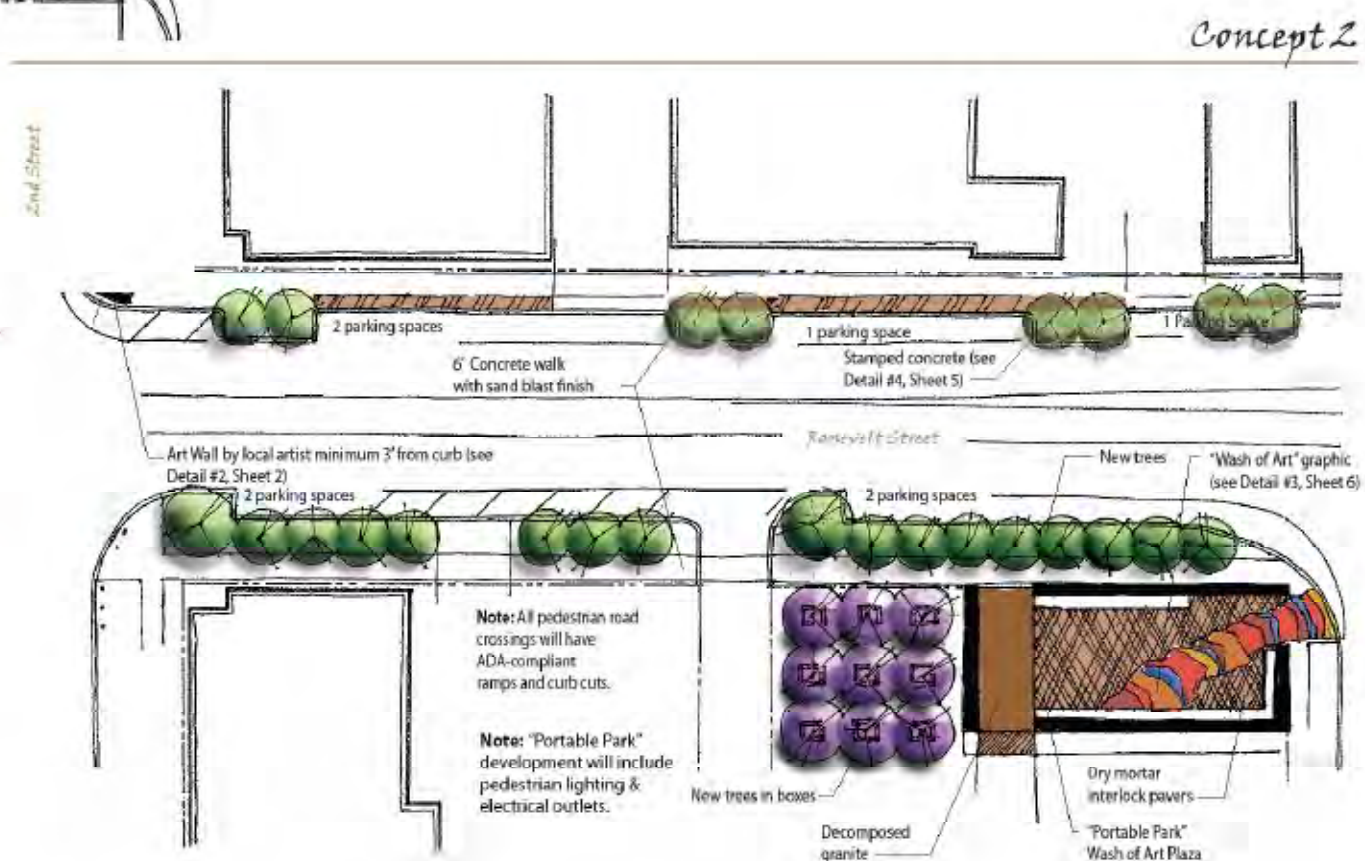 Concept 2
2nd Street
2 parking spaces
1 parking space
1 Parking Space
6' Concrete walk
with sand blast finish
Stamped concrete (see
Detail #4, Sheet 5)
Roosevelt Street
Art Wall by local artist minimum 3' from curb (see
Detail #2, Sheet 2)
New trees
"Wash of Art" graphic
(see Detail #3, Sheet 6)
2 parking spaces
2 parking spaces
Note: All pedestrian road
crossings will have
ADA-compliant
ramps and curb cuts.
Note: "Portable Park"
development will include
pedestrian lighting &
electrical outlets.
New trees in boxes
Dry mortar
interlock pavers
Decomposed
granite
"Portable Park"
Wash of Art Plaza